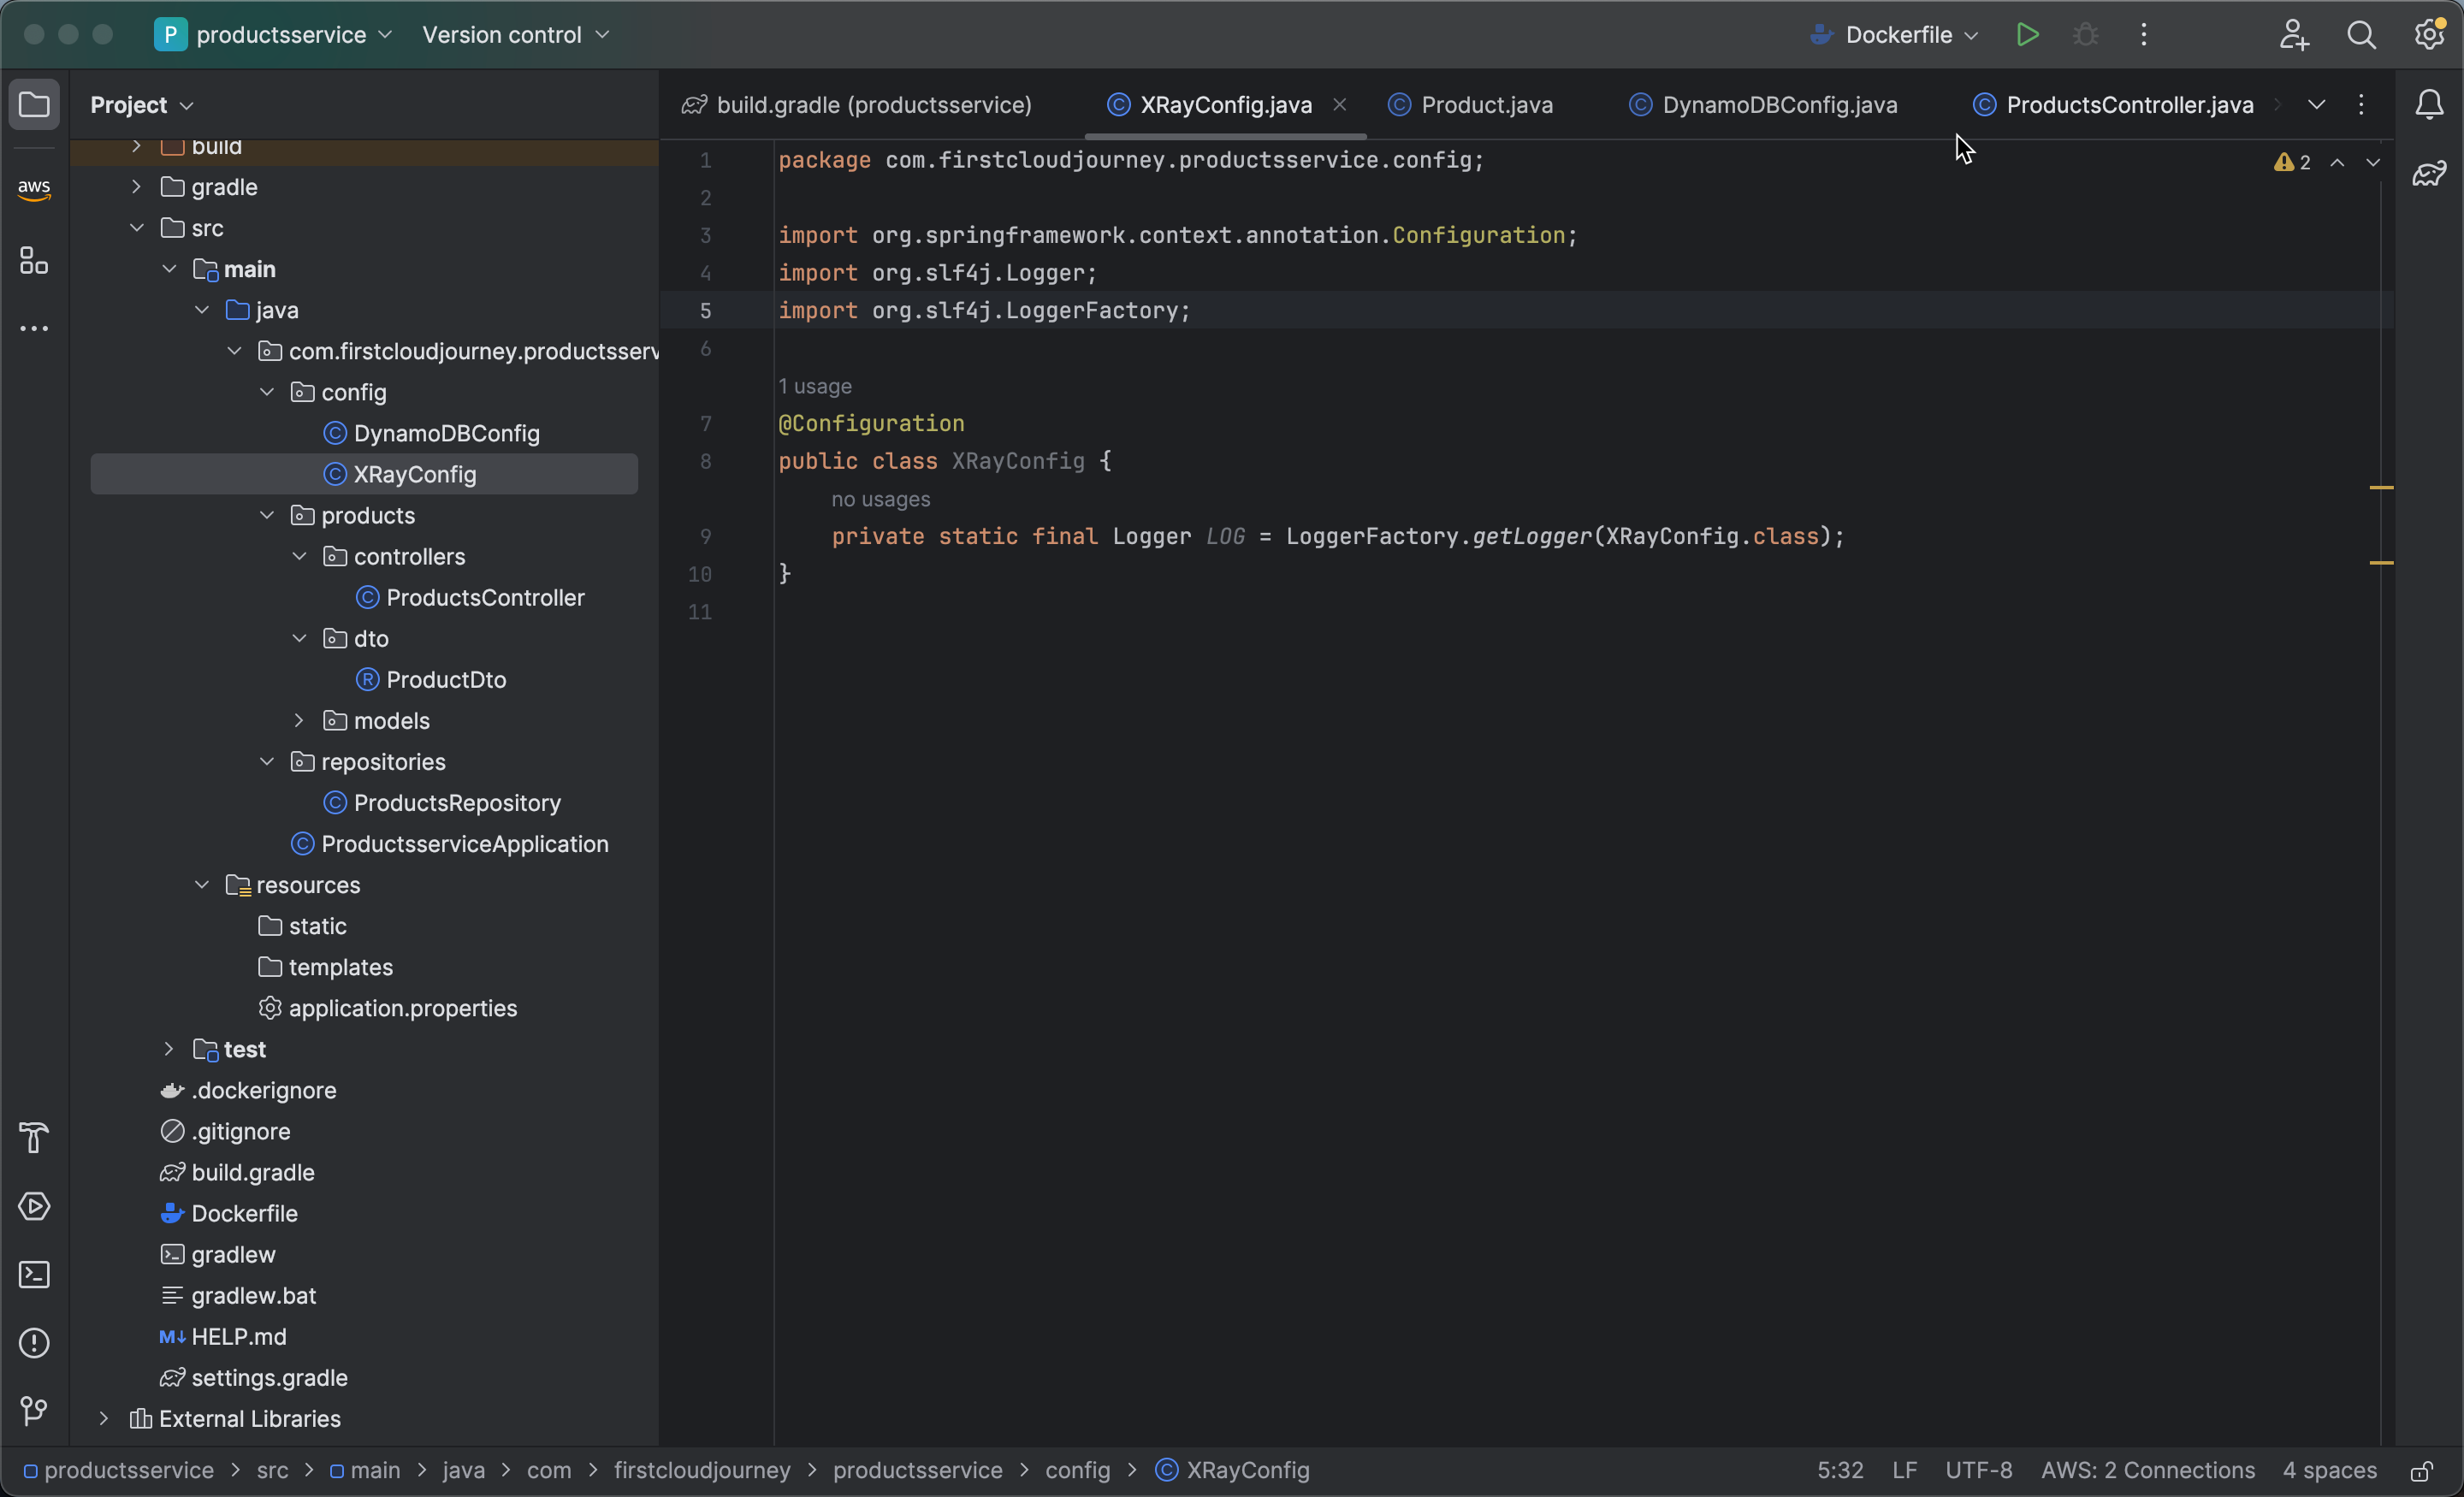 P productsservice Version control Dockerfile
Project
build.gradle (productsservice) XRayConfig.java Product.java DynamoDBConfig.java ProductsController.java
aws
build
gradle
src
main
java
com.firstcloudjourney.productsserv
config
DynamoDBConfig
XRayConfig
products
controllers
ProductsController
dto
ProductDto
models
repositories
ProductsRepository
ProductsserviceApplication
resources
static
templates
application.properties
test
.dockerignore
.gitignore
build.gradle
Dockerfile
gradlew
gradlew.bat
HELP.md
settings.gradle
External Libraries
2
1 package com.firstcloudjourney.productsservice.config;
2
3 import org.springframework.context.annotation.Configuration;
4 import org.slf4j.Logger;
5 import org.slf4j.LoggerFactory;
6
1 usage
7 @Configuration
8 public class XRayConfig {
no usages
9 private static final Logger LOG = LoggerFactory.getLogger(XRayConfig.class);
10 }
11
productsservice > src > main > java > com > firstcloudjourney > productsservice > config > XRayConfig 5:32 LF UTF-8 AWS: 2 Connections 4 spaces